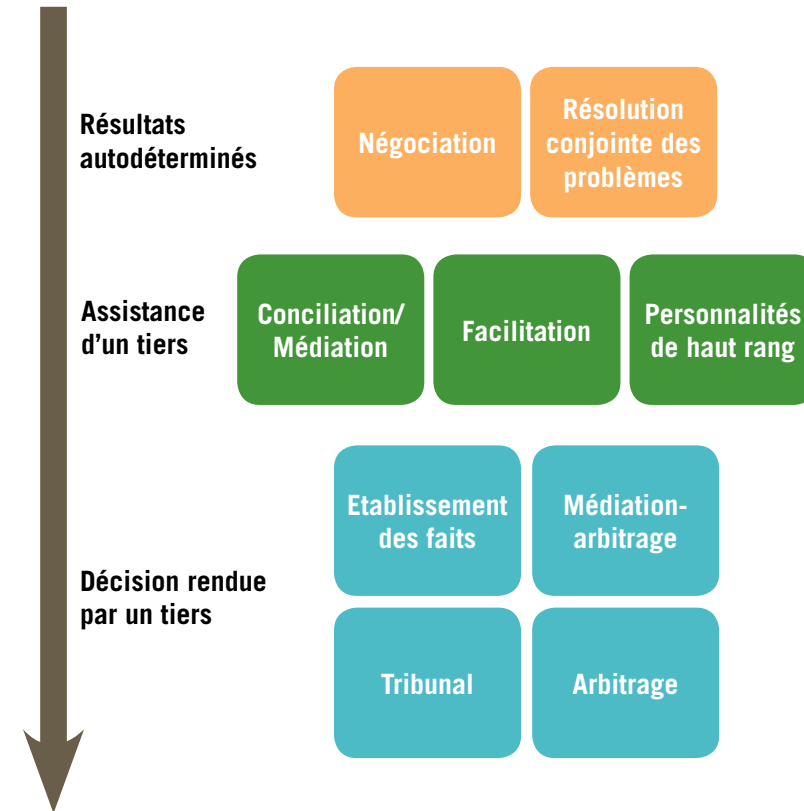 Résultats
autodéterminés
Négociation
Résolution
conjointe des
problèmes
Assistance
d’un tiers
Conciliation/
Médiation
Facilitation
Personnalités
de haut rang
Décision rendue
par un tiers
Etablissement
des faits
Médiation-
arbitrage
Tribunal
Arbitrage